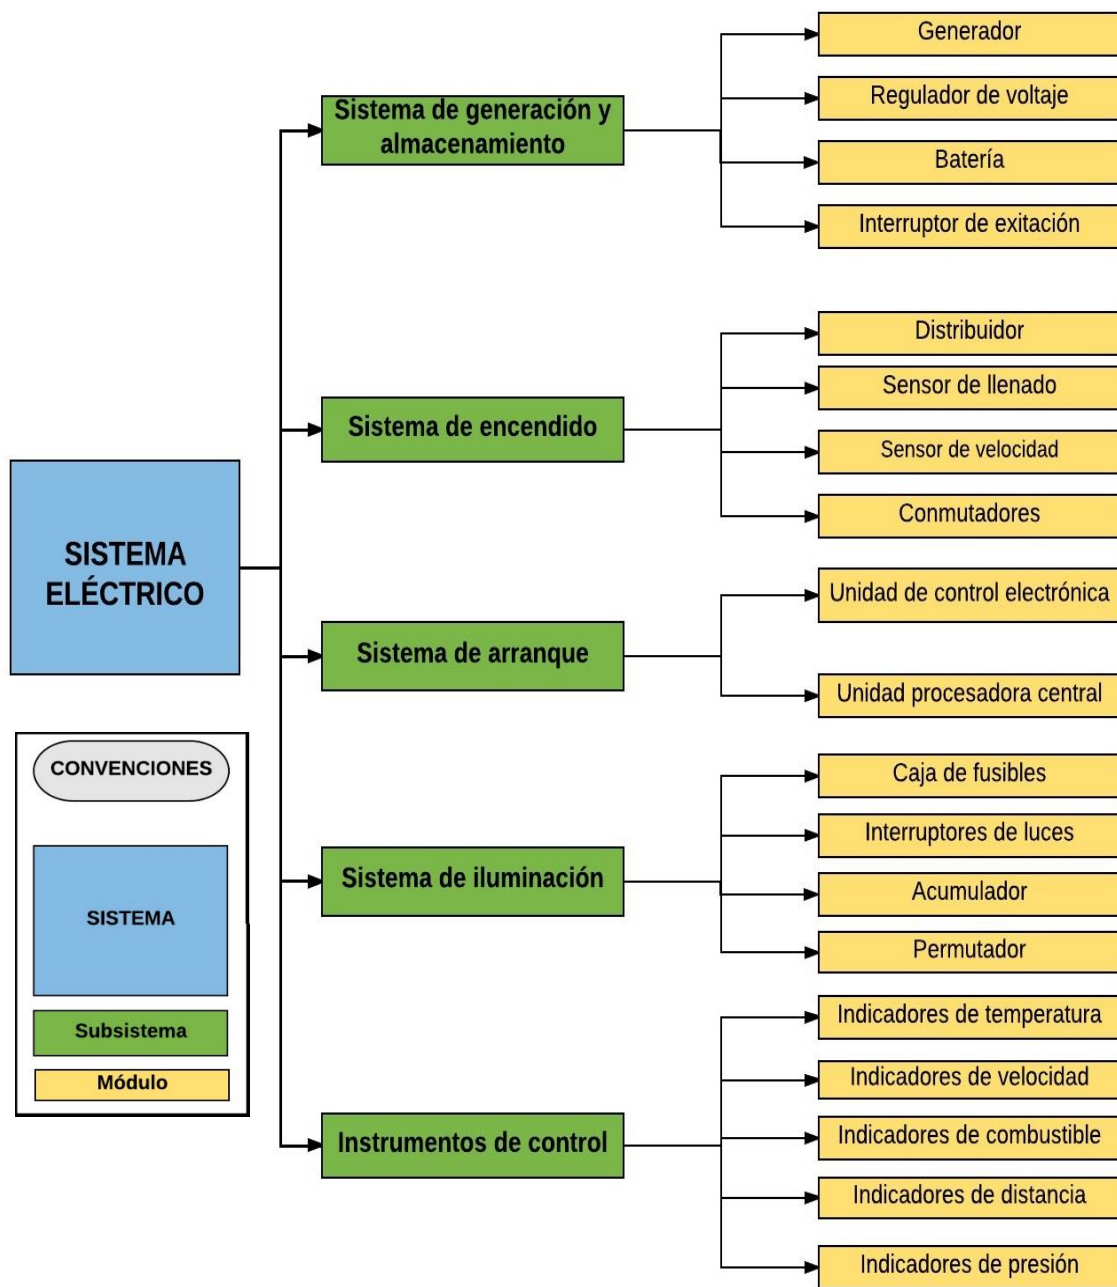 Generador
Regulador de voltaje
Batería
Interruptor de exitación
Sistema de generación y
almacenamiento
Distribuidor
Sensor de llenado
Sensor de velocidad
Conmutadores
Sistema de encendido
SISTEMA
ELÉCTRICO
Unidad de control electrónica
Unidad procesadora central
Sistema de arranque
CONVENCIONES
SISTEMA
Subsistema
Módulo
Caja de fusibles
Interruptores de luces
Acumulador
Permutador
Sistema de iluminación
Indicadores de temperatura
Indicadores de velocidad
Indicadores de combustible
Indicadores de distancia
Indicadores de presión
Instrumentos de control